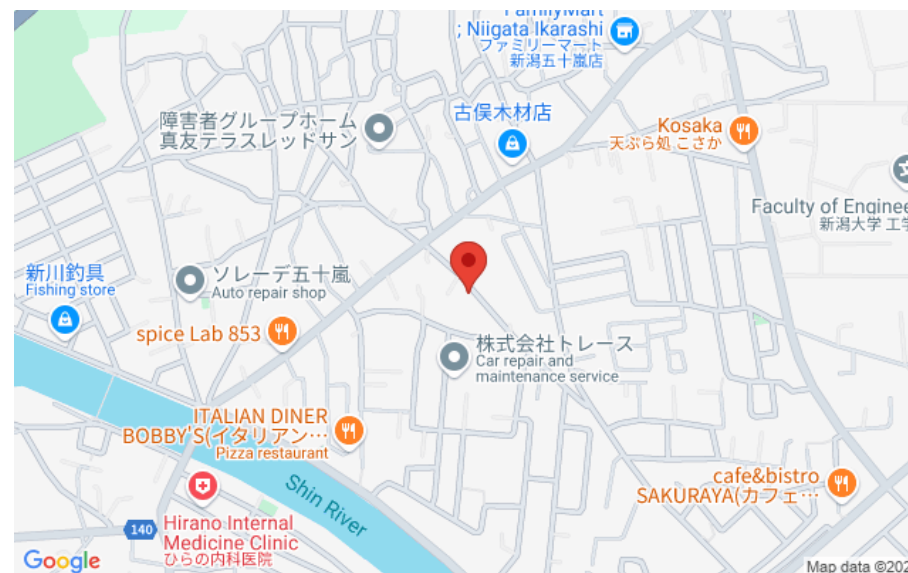 FamilyMart
; Niigata Ikarashi
ファミリーマート
新潟五十嵐店
障害者グループホーム
真友テラスレッドサン
古俣木材店
Kosaka
天ぷら処 こさか
Faculty of Enginee
新潟大学 工学
新川釣具
Fishing store
ソレーデ五十嵐
Auto repair shop
spice Lab 853
株式会社トレース
Car repair and
maintenance service
ITALIAN DINER
BOBBY'S(イタリアン…
Pizza restaurant
cafe&bistro
SAKURAYA(カフェ…
Shin River
140
Hirano Internal
Medicine Clinic
ひらの内科医院
Google
Map data ©202